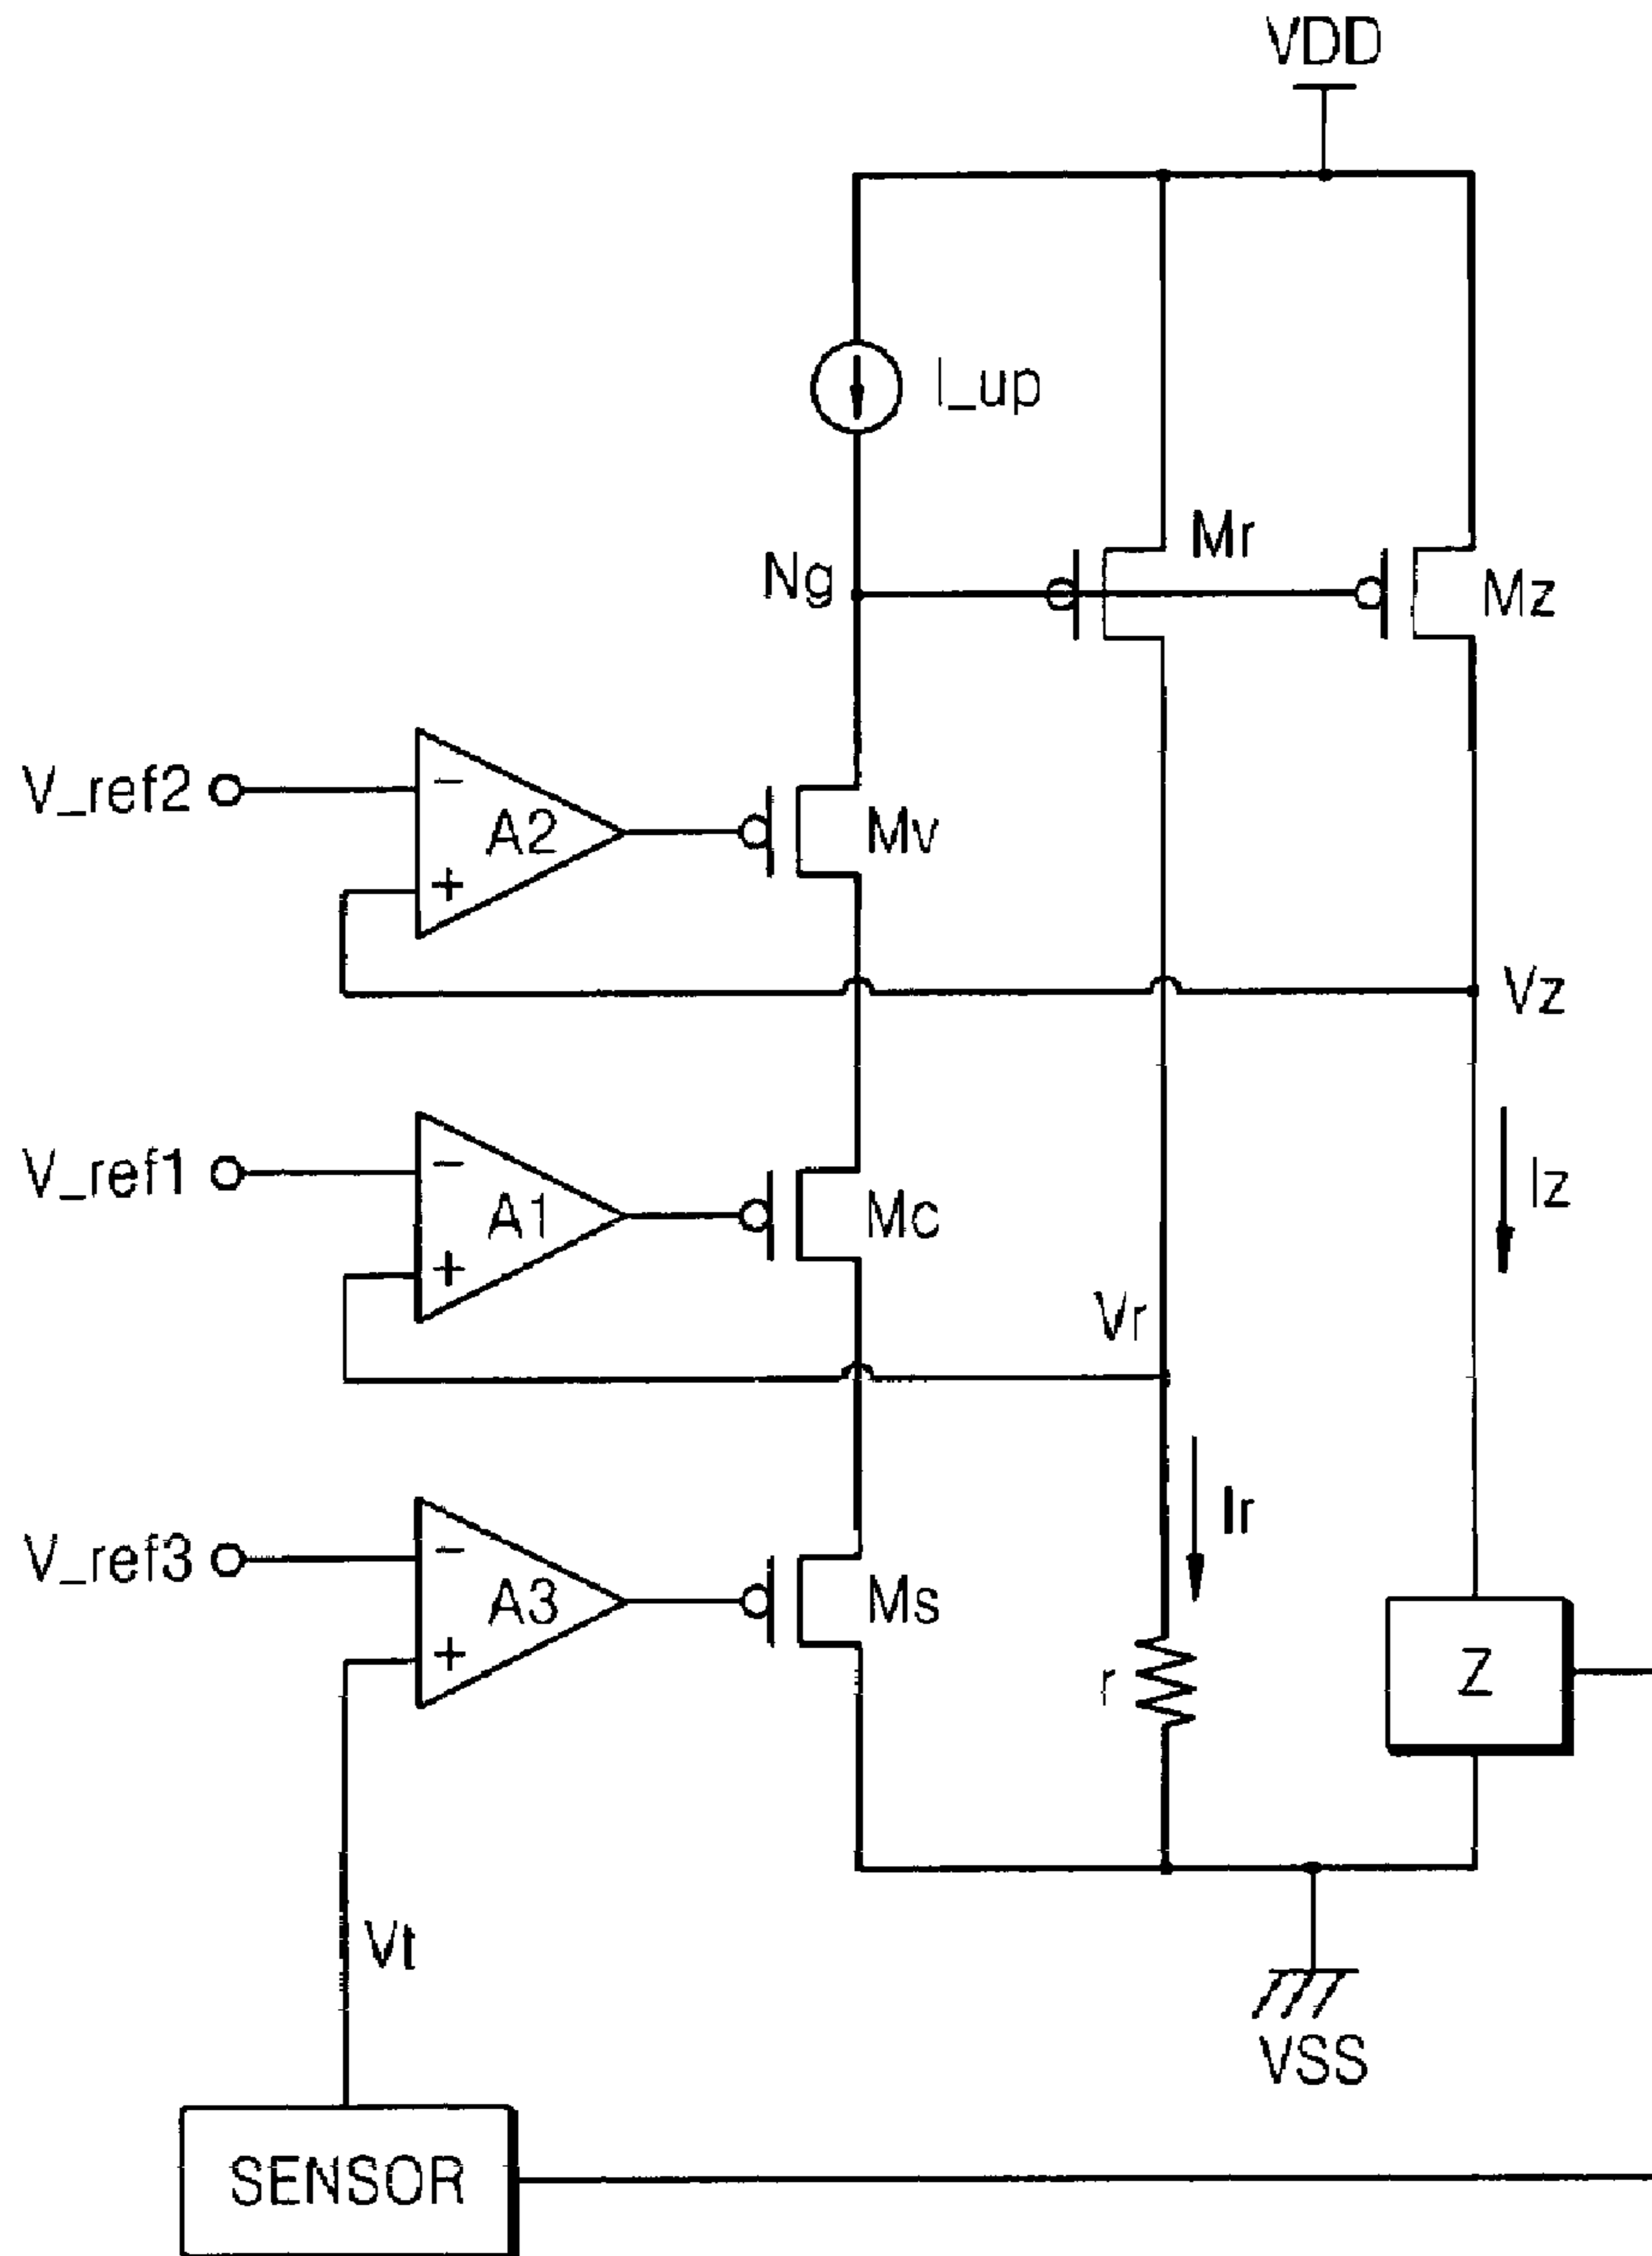 VDD
I_up
Mr
Ng
Mz
V_ref2
−
A2
+
Mv
Vz
V_ref1
−
A1
+
Mc
Iz
Vr
V_ref3
−
A3
+
Ms
Ir
r
Z
Vt
VSS
SENSOR